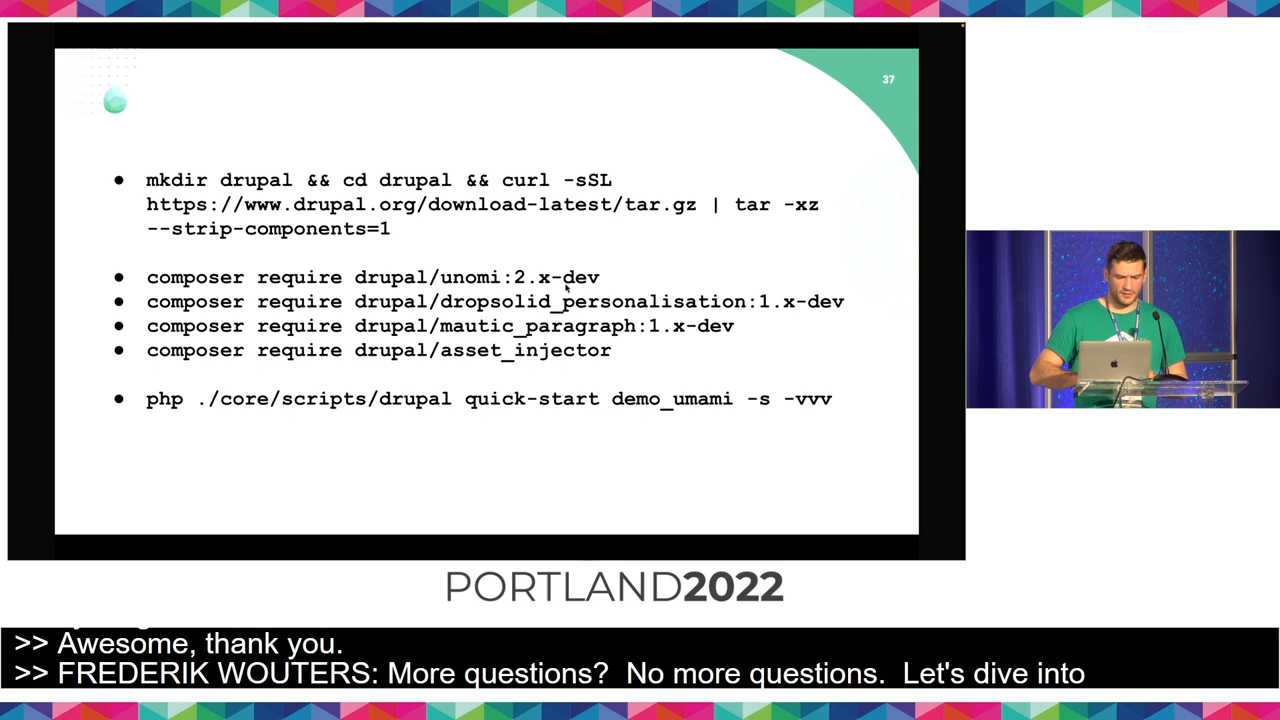 37
● mkdir drupal && cd drupal && curl -sSL
https://www.drupal.org/download-latest/tar.gz | tar -xz
--strip-components=1
● composer require drupal/unomi:2.x-dev
● composer require drupal/dropsolid_personalisation:1.x-dev
● composer require drupal/mautic_paragraph:1.x-dev
● composer require drupal/asset_injector
● php ./core/scripts/drupal quick-start demo_umami -s -vvv
PORTLAND2022
>> Awesome, thank you.
>> FREDERIK WOUTERS: More questions?  No more questions.  Let's dive into